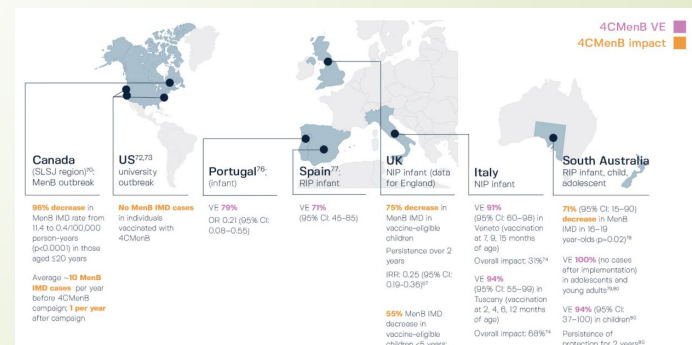 4CMenB VE
4CMenB impact
Canada
(SLSJ region)⁷⁰:
MenB outbreak
96% decrease in
MenB IMD rate from
11.4 to 0.4/100,000
person-years
(p<0.0001) in those
aged ≤20 years
Average ~10 MenB
IMD cases per year
before 4CMenB
campaign; 1 per year
after campaign
US⁷²,⁷³
university
outbreak
No MenB IMD cases
in individuals
vaccinated with
4CMenB
Portugal⁷⁶:
(infant)
VE 79%
OR 0.21 (95% CI:
0.08–0.55)
Spain⁷⁷:
RIP infant
VE 71%
(95% CI: 45-85)
UK
NIP infant (data
for England)
75% decrease in
MenB IMD in
vaccine-eligible
children
Persistence over 2
years
IRR: 0.25 (95% CI:
0.19-0.36)⁶⁷
55% MenB IMD
decrease in
vaccine-eligible
children <5 years:
Italy
NIP infant
VE 91%
(95% CI: 60–98) in
Veneto (vaccination
at 7, 9, 15 months
of age)
Overall impact: 31%⁷⁴
VE 94%
(95% CI: 55–99) in
Tuscany (vaccination
at 2, 4, 6, 12 months
of age)
Overall impact: 68%⁷⁴
South Australia
RIP infant, child,
adolescent
71% (95% CI: 15–90)
decrease in MenB
IMD in 16–19
year-olds (p=0.02)⁷⁹
VE 100% (no cases
after implementation)
in adolescents and
young adults⁷⁹,⁸⁰
VE 94% (95% CI:
37–100) in children⁸⁰
Persistence of
protection for 2 years⁸⁰